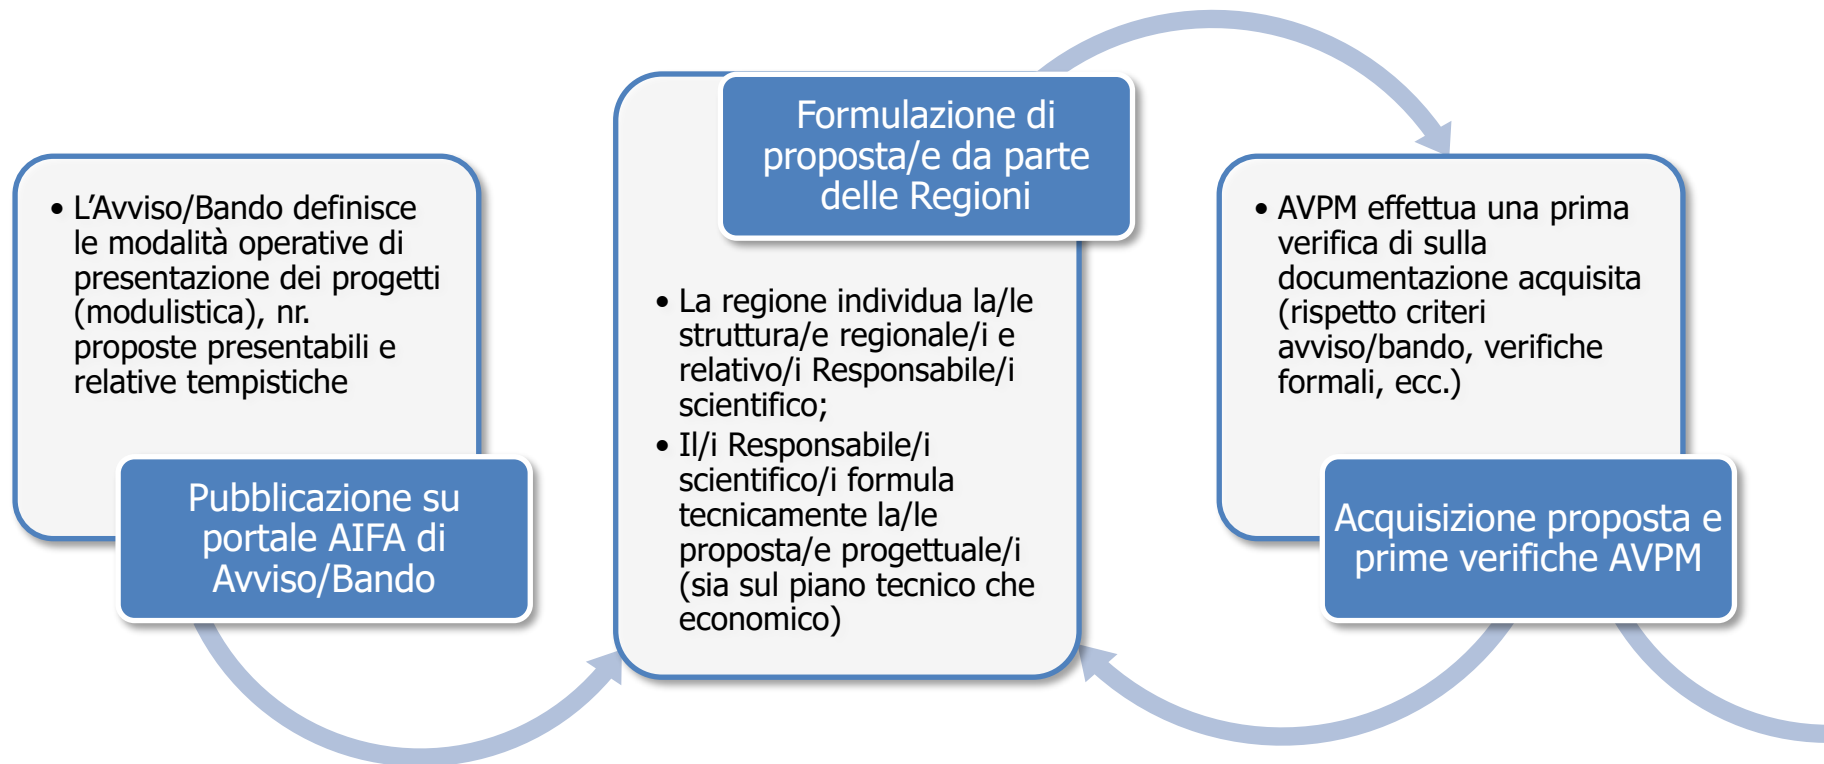 • L’Avviso/Bando definisce
le modalità operative di
presentazione dei progetti
(modulistica), nr.
proposte presentabili e
relative tempistiche
Pubblicazione su
portale AIFA di
Avviso/Bando
Formulazione di
proposta/e da parte
delle Regioni
• La regione individua la/le
struttura/e regionale/i e
relativo/i Responsabile/i
scientifico;
• Il/i Responsabile/i
scientifico/i formula
tecnicamente la/le
proposta/e progettuale/i
(sia sul piano tecnico che
economico)
• AVPM effettua una prima
verifica di sulla
documentazione acquisita
(rispetto criteri
avviso/bando, verifiche
formali, ecc.)
Acquisizione proposta e
prime verifiche AVPM